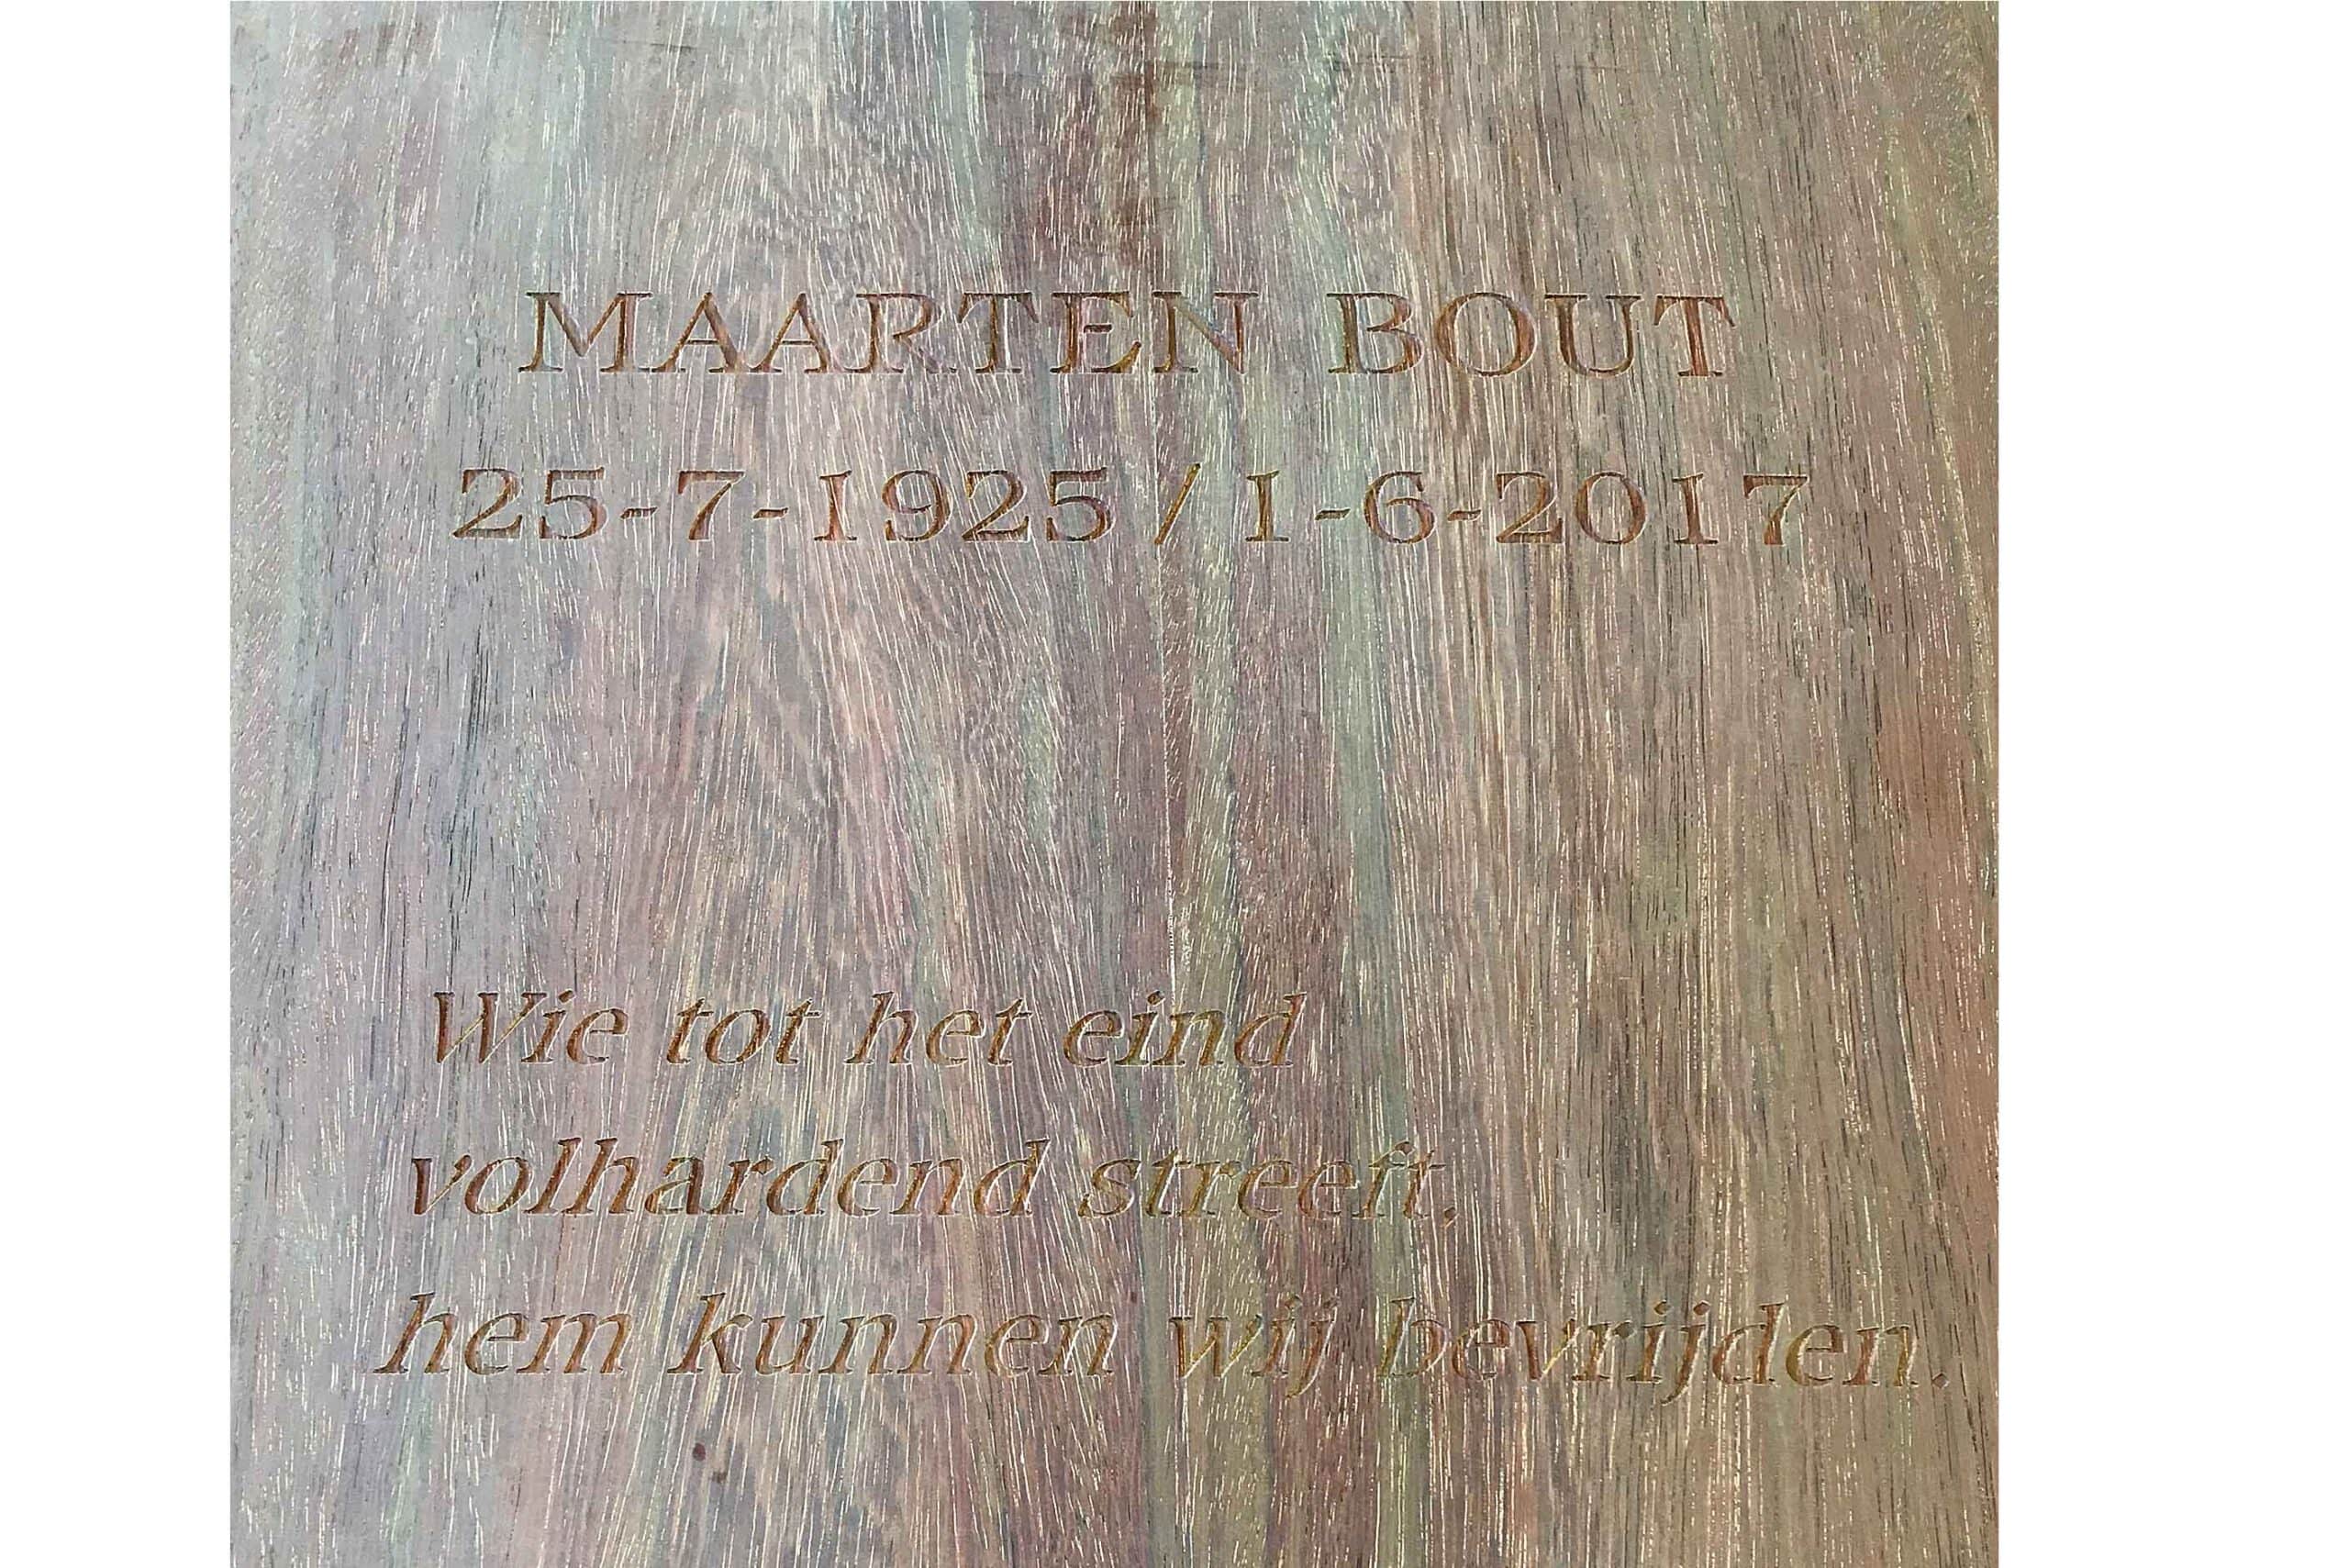 MAARTEN BOUT
25-7-1925 / 1-6-2017
Wie tot het eind
volhardend streeft,
hem kunnen wij bevrijden.